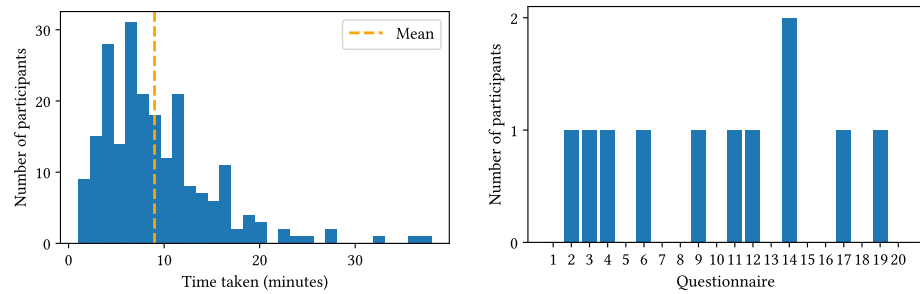 Number of participants
30
20
10
0
Mean
0 10 20 30
Time taken (minutes)
Number of participants
2
1
0
1 2 3 4 5 6 7 8 9 10 11 12 13 14 15 16 17 18 19 20
Questionnaire